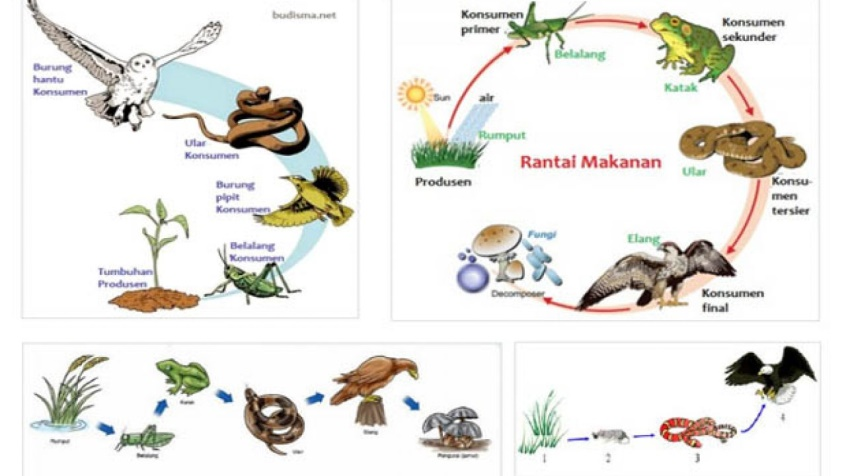 budisma.net
Burung
hantu
Konsumen
Ular
Konsumen
Burung
pipit
Konsumen
Belalang
Konsumen
Tumbuhan
Produsen
Konsumen
primer
Belalang
Konsumen
sekunder
Katak
Sun
air
Rumput
Produsen
Rantai Makanan
Ular
Konsu-
men
tersier
Elang
Konsumen
final
Fungi
Decomposer
Rumput
Belalang
Katak
Ular
Elang
Pengurai (jamur)
1
2
3
4